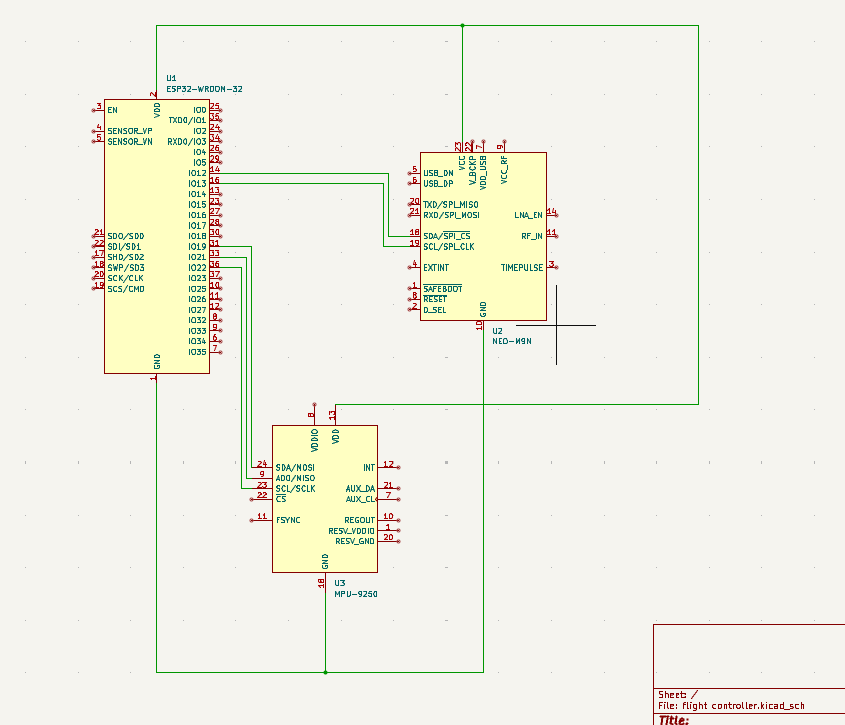 U1
ESP32-WROOM-32
2
VDD
3 EN
4 SENSOR_VP
5 SENSOR_VN
21 SDO/SD0
22 SDI/SD1
17 SHD/SD2
18 SWP/SD3
20 SCK/CLK
19 SCS/CMD
IO0 25
TXD0/IO1 35
IO2 24
RXD0/IO3 34
IO4 26
IO5 29
IO12 14
IO13 16
IO14 13
IO15 23
IO16 27
IO17 28
IO18 30
IO19 31
IO21 33
IO22 36
IO23 37
IO25 10
IO26 11
IO27 12
IO32 8
IO33 9
IO34 6
IO35 7
GND
1
23 22 7 9
VCC V_BCKP VDD_USB VCC_RF
5 USB_DN
6 USB_DP
20 TXD/SPI_MISO
21 RXD/SPI_MOSI
18 SDA/SPI_CS
19 SCL/SPI_CLK
4 EXTINT
1 SAFEBOOT
8 RESET
2 D_SEL
LNA_EN 14
RF_IN 11
TIMEPULSE 3
GND
10
U2
NEO-M9N
8 13
VDDIO VDD
24 SDA/MOSI
9 AD0/MISO
23 SCL/SCLK
22 CS
11 FSYNC
INT 12
AUX_DA 21
AUX_CL 7
REGOUT 10
RESV_VDDIO 1
RESV_GND 20
GND
18
U3
MPU-9250
Sheet: /
File: flight controller.kicad_sch
Title: